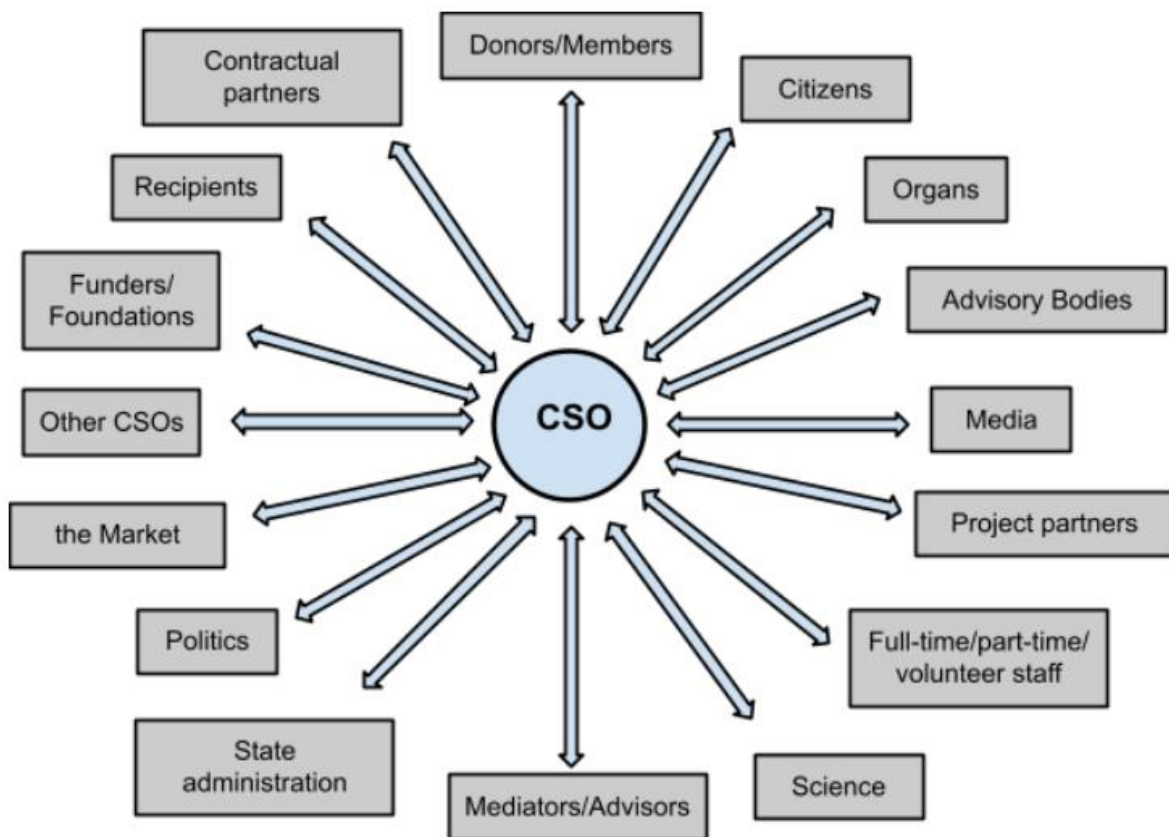 Donors/Members
Contractual
partners
Citizens
Recipients
Organs
Funders/
Foundations
Advisory Bodies
Other CSOs
CSO
Media
the Market
Project partners
Politics
Full-time/part-time/
volunteer staff
State
administration
Mediators/Advisors
Science